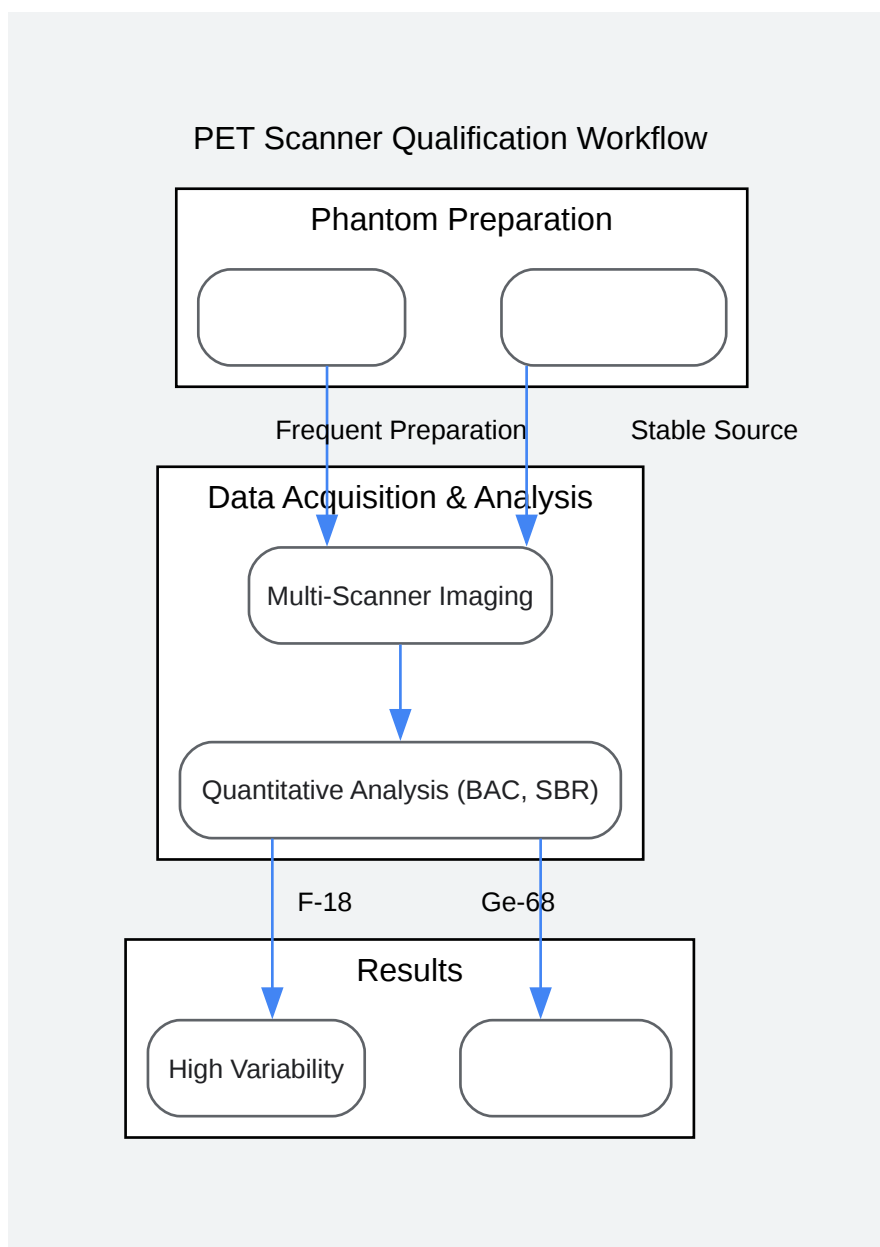 PET Scanner Qualification Workflow
Phantom Preparation
Frequent Preparation
Stable Source
Data Acquisition & Analysis
Multi-Scanner Imaging
Quantitative Analysis (BAC, SBR)
F-18
Ge-68
Results
High Variability